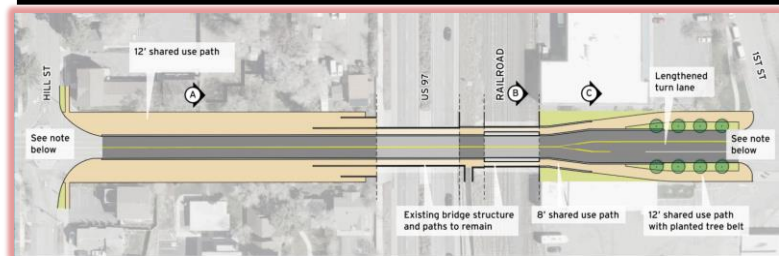 12' shared use path
HILL ST
A
US 97
RAILROAD
B
C
Lengthened
turn lane
1ST ST
See note
below
See note
below
Existing bridge structure
and paths to remain
8' shared use path
12' shared use path
with planted tree belt